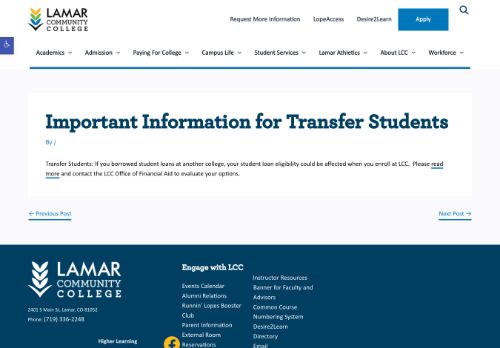 LAMAR
COMMUNITY
COLLEGE
Request More Information LopeAccess Desire2Learn Apply
Academics Admission Paying For College Campus Life Student Services Lamar Athletics About LCC Workforce
Important Information for Transfer Students
By /
Transfer Students: If you borrowed student loans at another college, your student loan eligibility could be affected when you enroll at LCC. Please read
more and contact the LCC Office of Financial Aid to evaluate your options.
← Previous Post Next Post →
LAMAR
COMMUNITY
COLLEGE
2401 S Main St, Lamar, CO 81052
Phone: (719) 336-2248
Higher Learning
Engage with LCC
Events Calendar
Alumni Relations
Runnin' Lopes Booster
Club
Parent Information
External Room
Reservations
Instructor Resources
Banner for Faculty and
Advisors
Common Course
Numbering System
Desire2Learn
Directory
Email